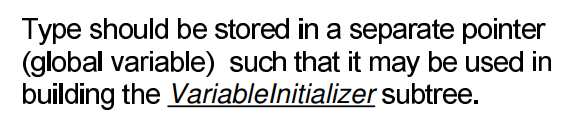 Type should be stored in a separate pointer
(global variable)  such that it may be used in
building the VariableInitializer subtree.